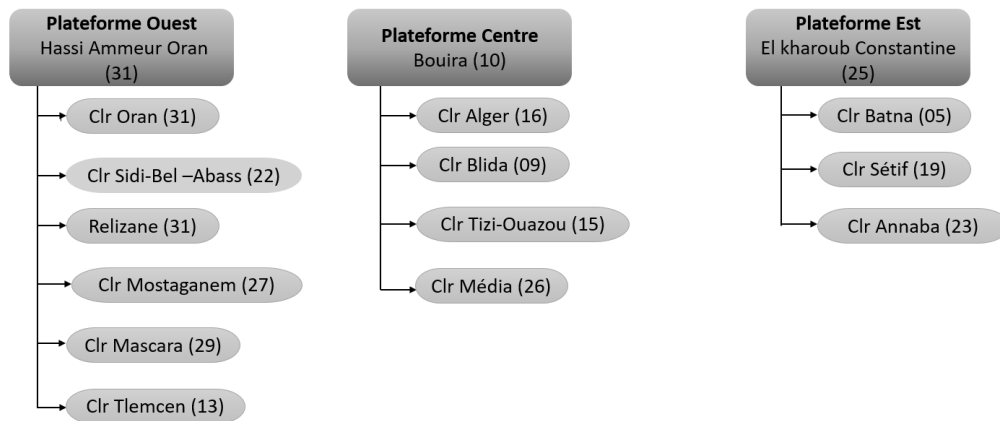 Plateforme Ouest
Hassi Ammeur Oran
(31)
Clr Oran (31)
Clr Sidi-Bel –Abass (22)
Relizane (31)
Clr Mostaganem (27)
Clr Mascara (29)
Clr Tlemcen (13)
Plateforme Centre
Bouira (10)
Clr Alger (16)
Clr Blida (09)
Clr Tizi-Ouazou (15)
Clr Média (26)
Plateforme Est
El kharoub Constantine
(25)
Clr Batna (05)
Clr Sétif (19)
Clr Annaba (23)